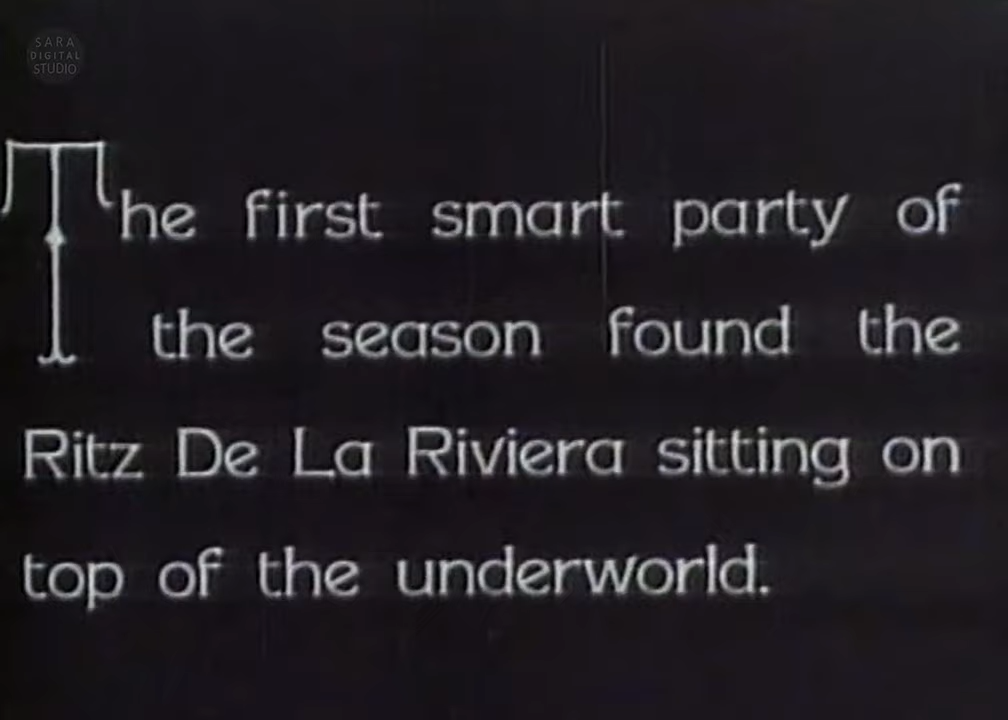 SARA
DIGITAL
STUDIO
The first smart party of
the season found the
Ritz De La Riviera sitting on
top of the underworld.